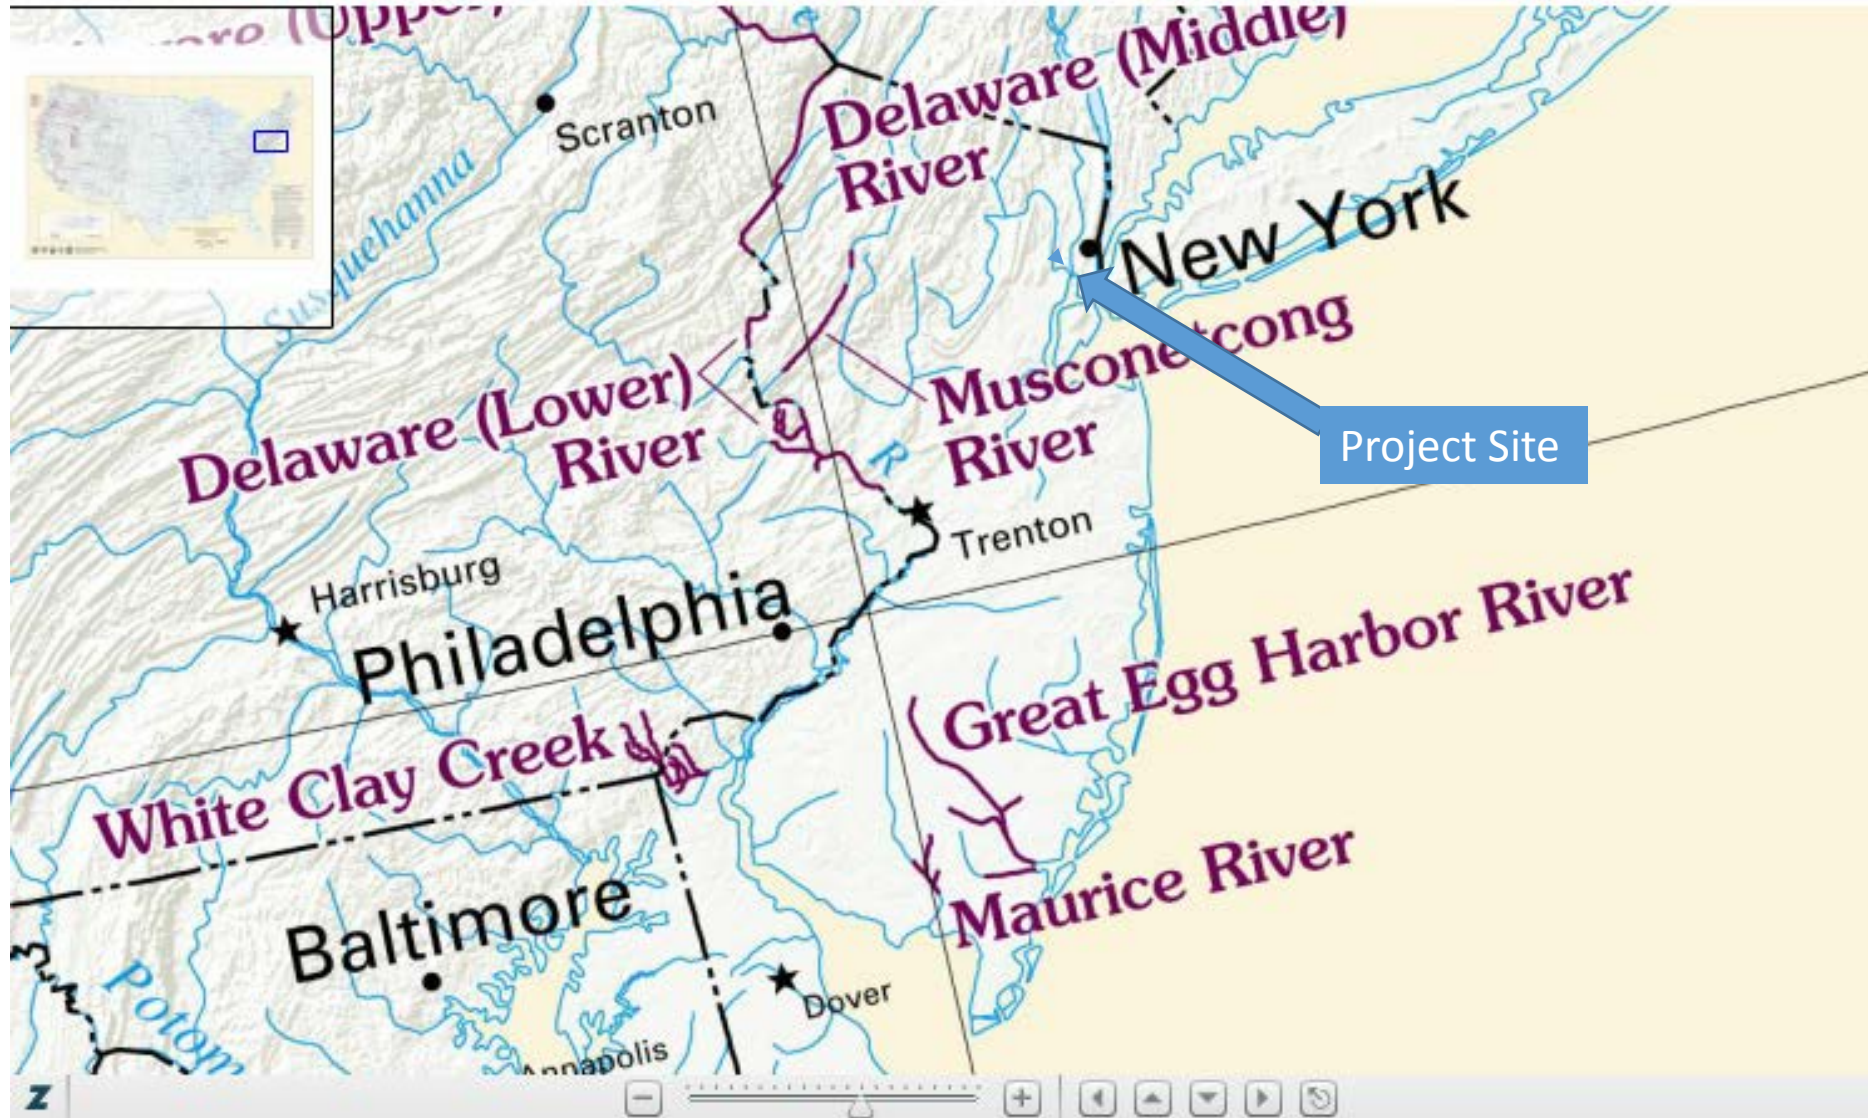 Delaware (Middle)
River
Scranton
Susquehanna
New York
Musconetcong
River
Delaware (Lower)
River
Project Site
R
Trenton
Harrisburg
Philadelphia
Great Egg Harbor River
White Clay Creek
Maurice River
Baltimore
Dover
Annapolis
Potom
Z